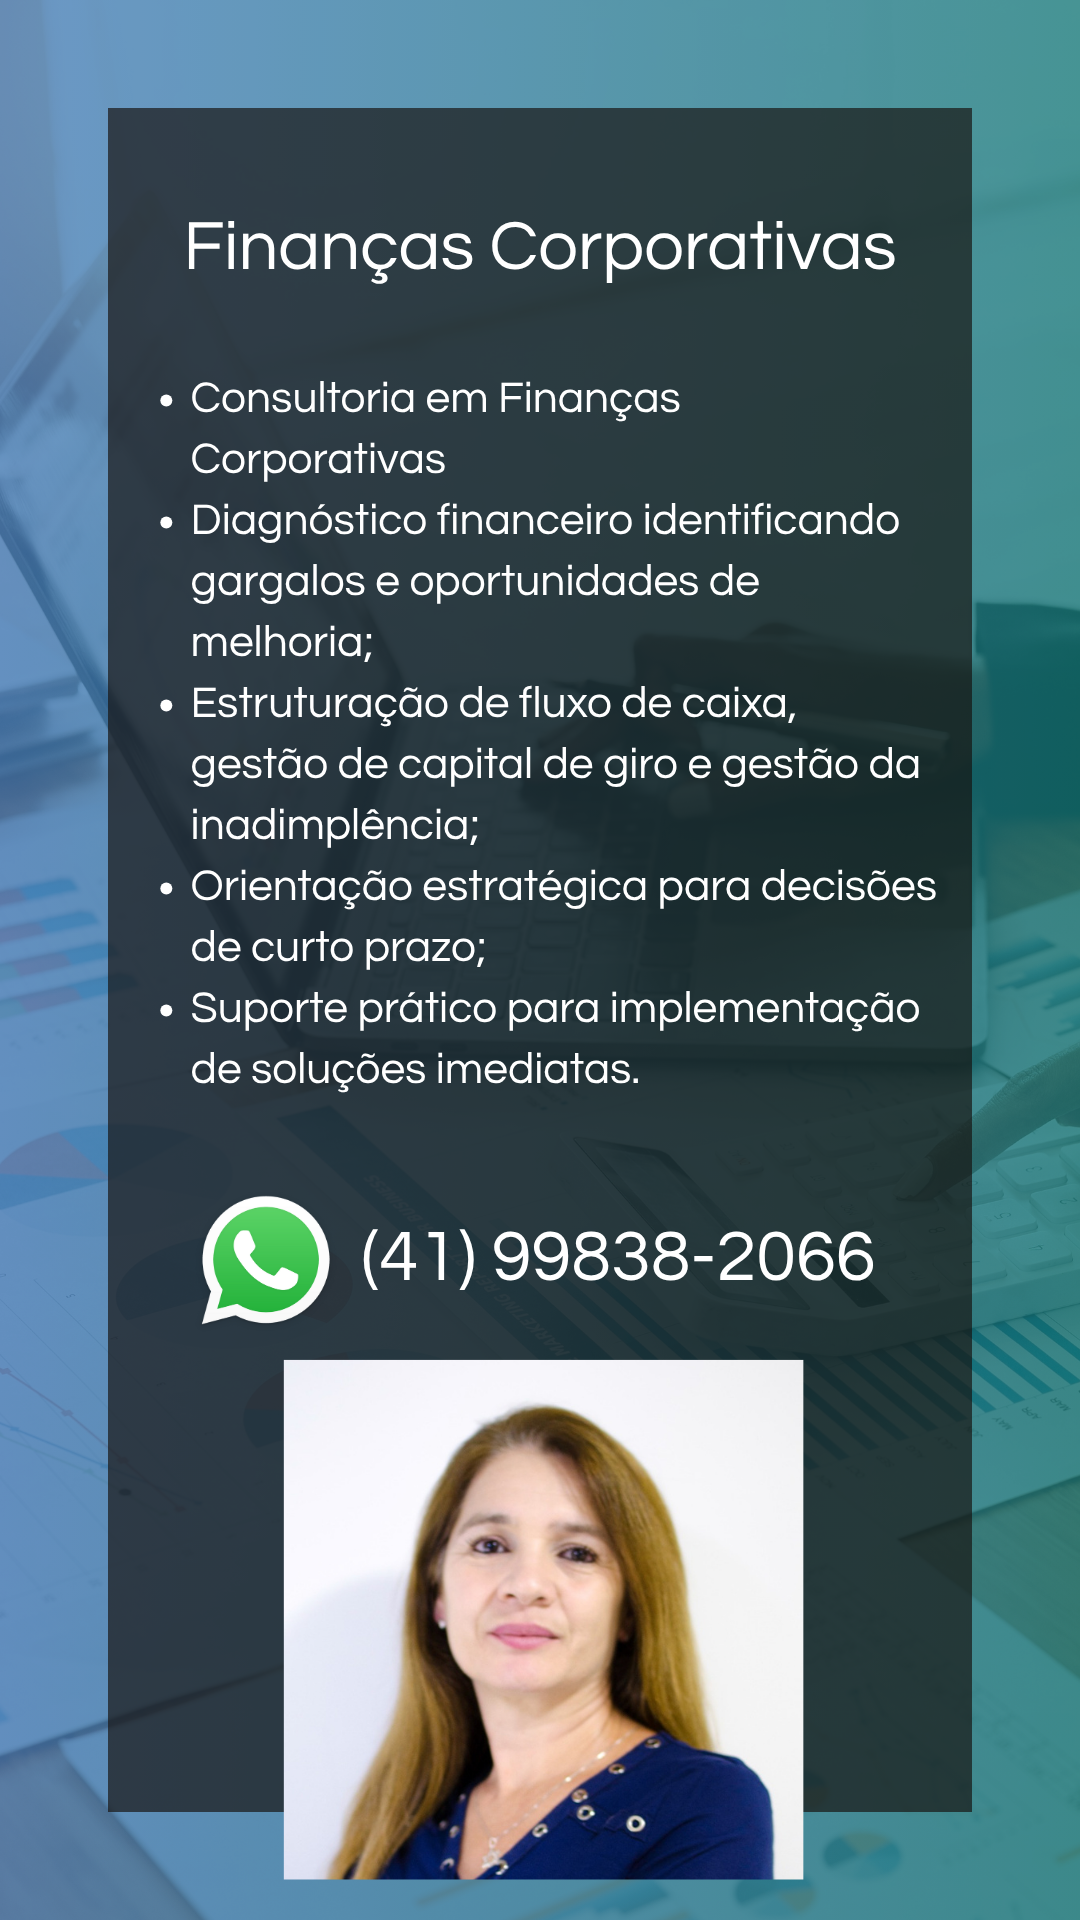 Finanças Corporativas
• Consultoria em Finanças
Corporativas
• Diagnóstico financeiro identificando
gargalos e oportunidades de
melhoria;
• Estruturação de fluxo de caixa,
gestão de capital de giro e gestão da
inadimplência;
• Orientação estratégica para decisões
de curto prazo;
• Suporte prático para implementação
de soluções imediatas.
(41) 99838-2066